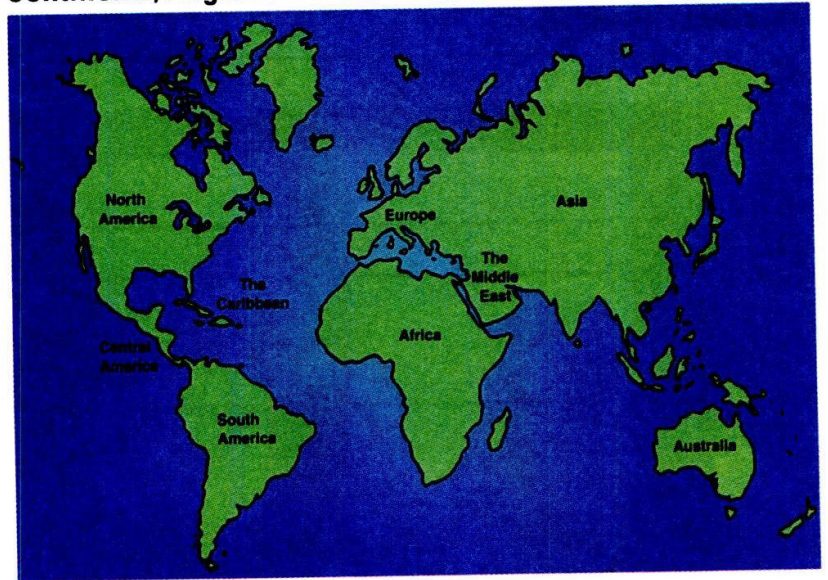 North
America
Europe
Asia
The
Caribbean
The
Middle
East
Africa
Central
America
South
America
Australia